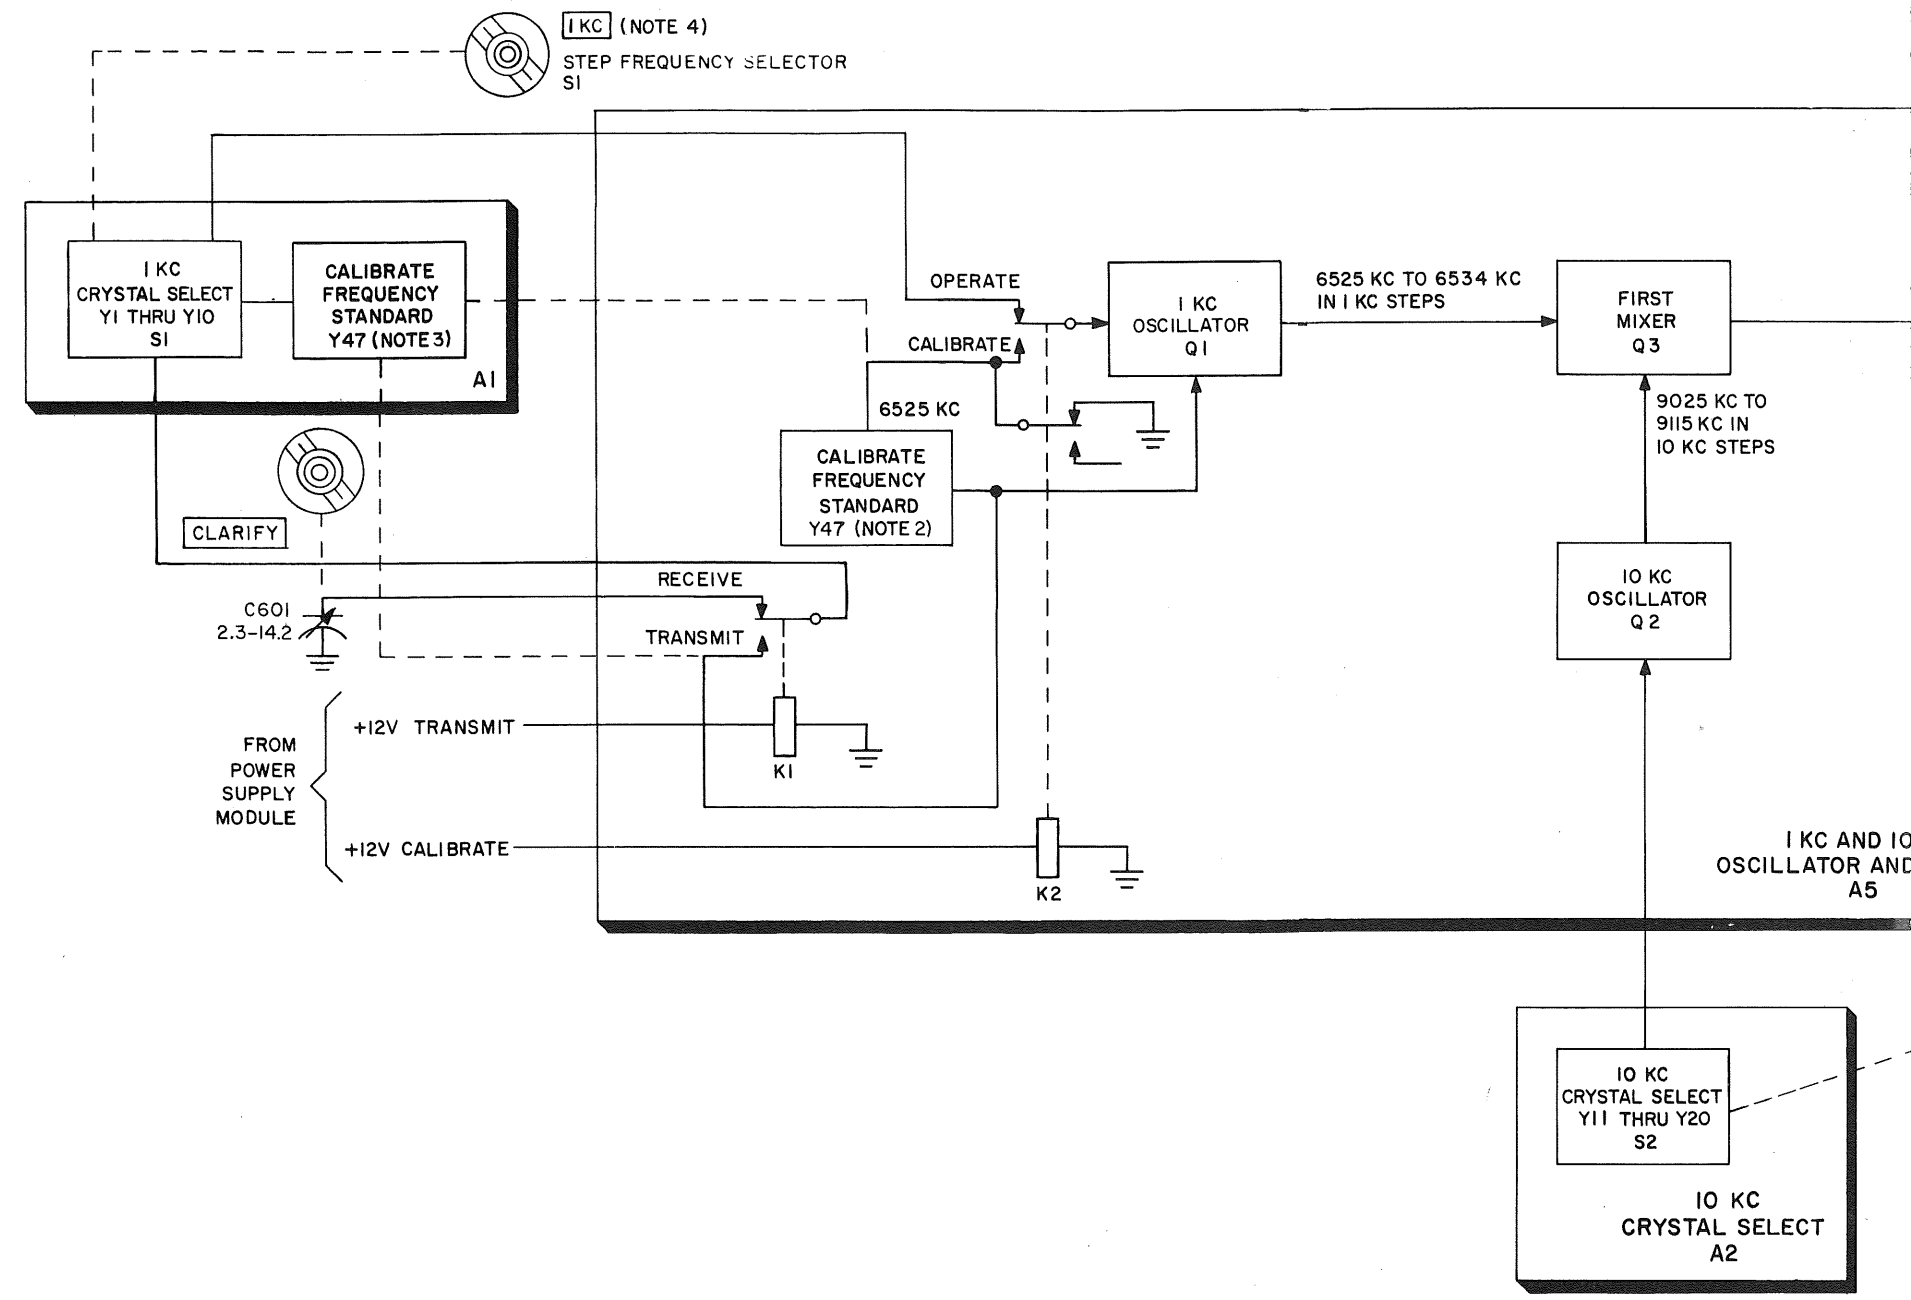 1 KC (NOTE 4)
STEP FREQUENCY SELECTOR
S1
1 KC
CRYSTAL SELECT
Y1 THRU Y10
S1
CALIBRATE
FREQUENCY
STANDARD
Y47 (NOTE 3)
A1
OPERATE
CALIBRATE
1 KC
OSCILLATOR
Q1
6525 KC TO 6534 KC
IN 1 KC STEPS
FIRST
MIXER
Q3
6525 KC
CALIBRATE
FREQUENCY
STANDARD
Y47 (NOTE 2)
9025 KC TO
9115 KC IN
10 KC STEPS
CLARIFY
10 KC
OSCILLATOR
Q2
RECEIVE
C601
2.3-14.2
TRANSMIT
FROM
POWER
SUPPLY
MODULE
+12V TRANSMIT
K1
+12V CALIBRATE
K2
1 KC AND 10
OSCILLATOR AND
A5
10 KC
CRYSTAL SELECT
Y11 THRU Y20
S2
10 KC
CRYSTAL SELECT
A2